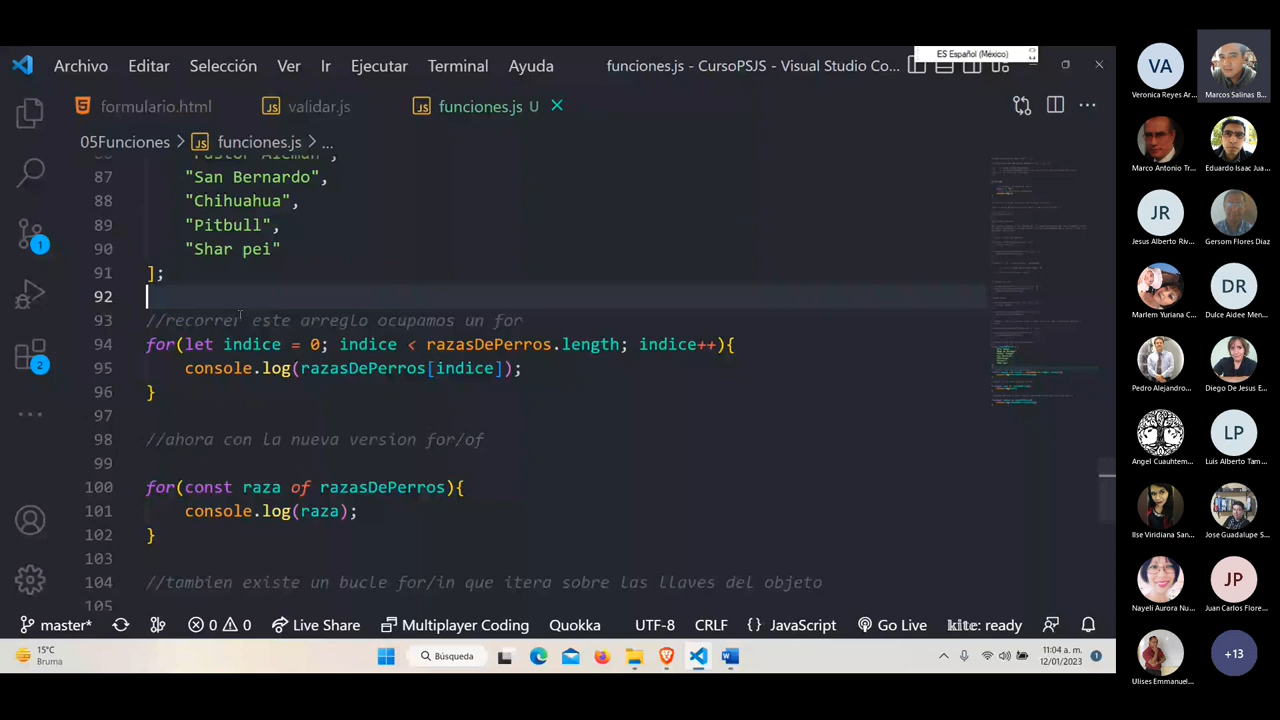 ES Español (México)
Archivo Editar Selección Ver Ir Ejecutar Terminal Ayuda funciones.js - CursoPSJS - Visual Studio Co...
formulario.html validar.js funciones.js U
05Funciones > funciones.js > ...
87 "San Bernardo",
88 "Chihuahua",
89 "Pitbull",
90 "Shar pei"
91 ];
92
93 //recorrer este arreglo ocupamos un for
94 for(let indice = 0; indice < razasDePerros.length; indice++){
95 console.log(razasDePerros[indice]);
96 }
97
98 //ahora con la nueva version for/of
99
100 for(const raza of razasDePerros){
101 console.log(raza);
102 }
103
104 //tambien existe un bucle for/in que itera sobre las llaves del objeto
105
1
2
master* 0 0 Live Share Multiplayer Coding Quokka UTF-8 CRLF {} JavaScript Go Live kite: ready
15°C
Bruma
Búsqueda
11:04 a. m.
12/01/2023
1
VA
Veronica Reyes Ar...
Marcos Salinas B...
Marco Antonio Tr...
Eduardo Isaac Jua...
JR
Jesus Alberto Riv...
Gersom Flores Diaz
Marlem Yuriana C...
DR
Dulce Aidee Men...
Pedro Alejandro...
Diego De Jesus E...
Angel Cuauhtem...
LP
Luis Alberto Tam...
Ilse Viridiana San...
Jose Guadalupe S...
Nayeli Aurora Nu...
JP
Juan Carlos Flore...
Ulises Emmanuel...
+13